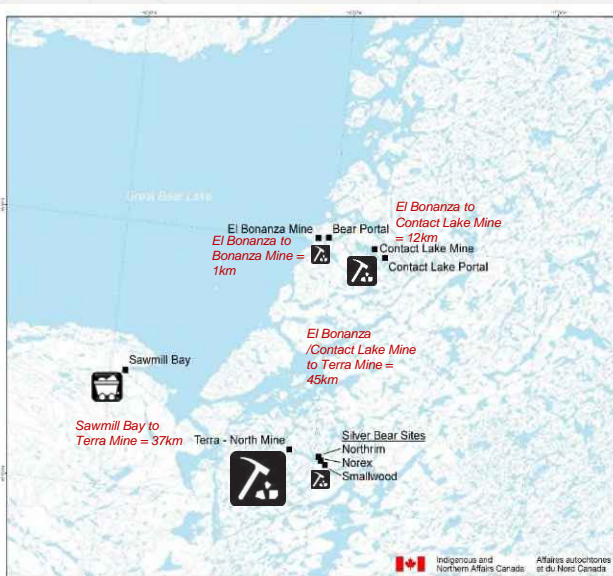 Great Bear Lake
El Bonanza to
Contact Lake Mine
= 12km
El Bonanza Mine
Bear Portal
El Bonanza to
Bonanza Mine =
1km
Contact Lake Mine
Contact Lake Portal
El Bonanza
/Contact Lake Mine
to Terra Mine =
45km
Sawmill Bay
Sawmill Bay to
Terra Mine = 37km
Terra - North Mine
Silver Bear Sites
Northrim
Norex
Smallwood
Indigenous and
Northern Affairs Canada
Affaires autochtones
et du Nord Canada